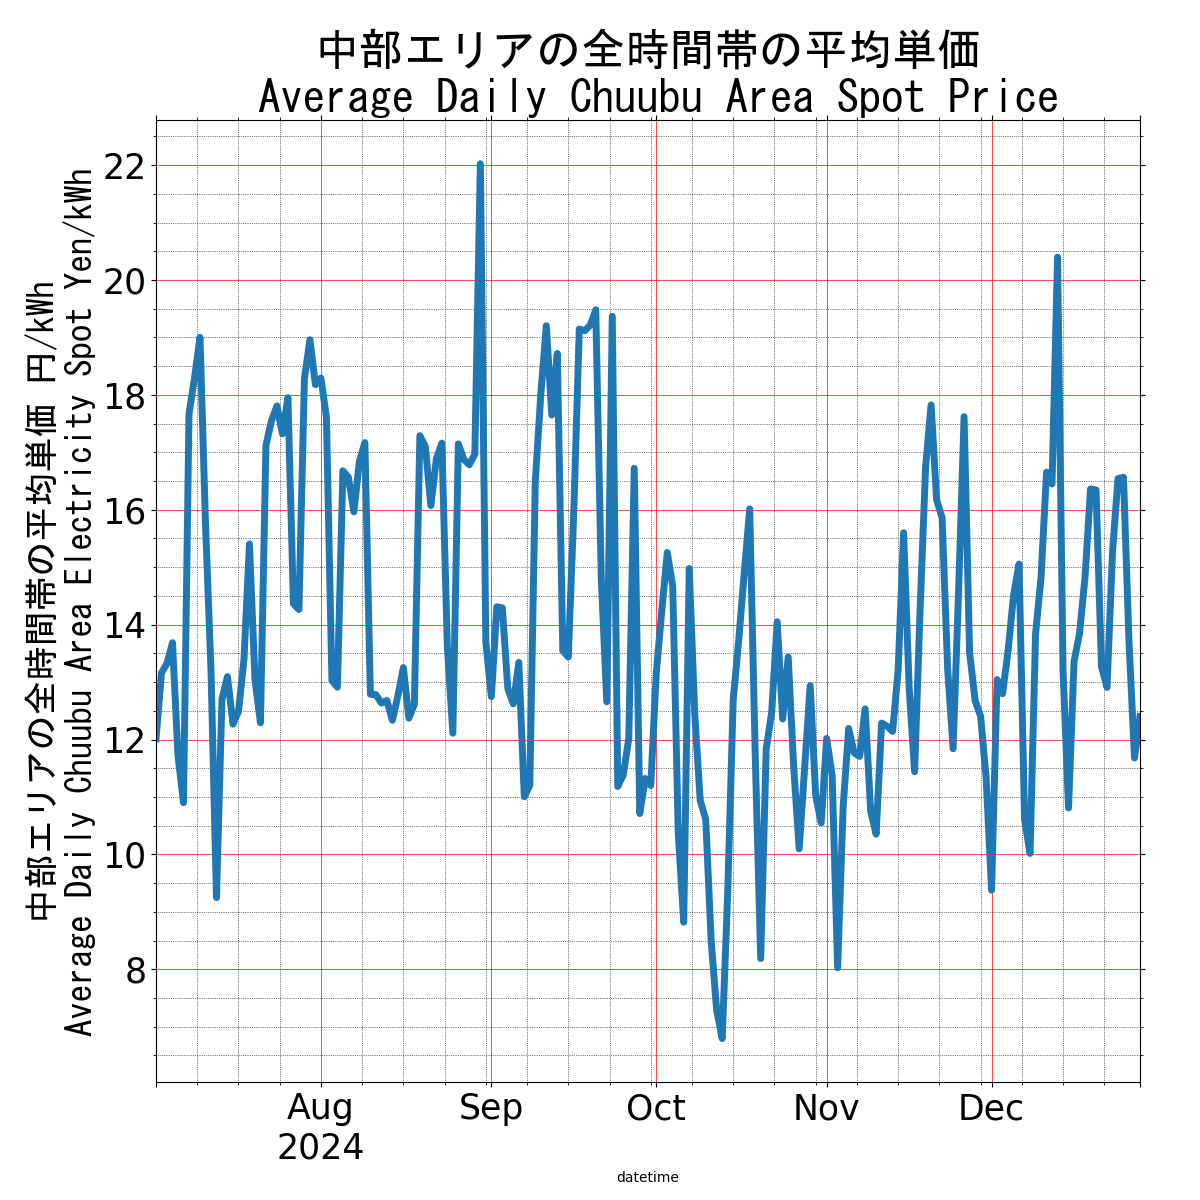 中部エリアの全時間帯の平均単価
Average Daily Chuubu Area Spot Price
中部エリアの全時間帯の平均単価 円/kWh
Average Daily Chuubu Area Electricity Spot Yen/kWh
22
20
18
16
14
12
10
8
Aug Sep Oct Nov Dec
2024
datetime